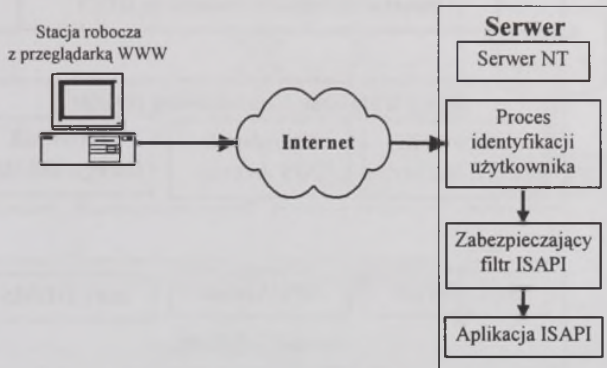 Stacja robocza
z przeglądarką WWW
Internet
Serwer
Serwer NT
Proces
identyfikacji
użytkownika
Zabezpieczający
filtr ISAPI
Aplikacja ISAPI